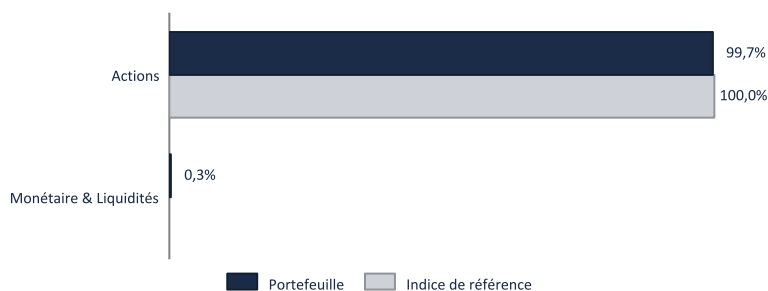 99,7%
Actions
100,0%
0,3%
Monétaire & Liquidités
Portefeuille Indice de référence